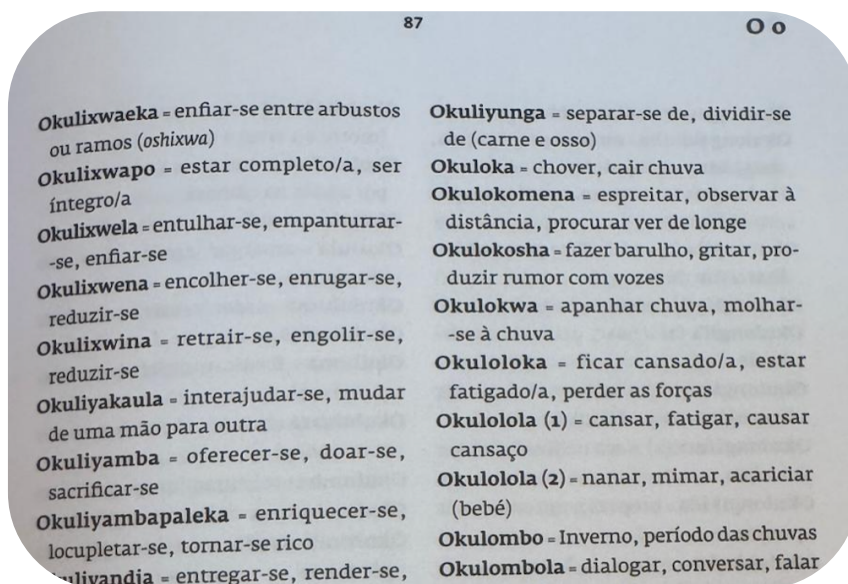 87
O o
Okulixwaeka = enfiar-se entre arbustos
ou ramos (oshixwa)
Okulixwapo = estar completo/a, ser
íntegro/a
Okulixwela = entulhar-se, empanturrar-
-se, enfiar-se
Okulixwena = encolher-se, enrugar-se,
reduzir-se
Okulixwina = retrair-se, engolir-se,
reduzir-se
Okuliyakaula = interajudar-se, mudar
de uma mão para outra
Okuliyamba = oferecer-se, doar-se,
sacrificar-se
Okuliyambapaleka = enriquecer-se,
locupletar-se, tornar-se rico
kuliyandja = entregar-se, render-se,
Okuliyunga = separar-se de, dividir-se
de (carne e osso)
Okuloka = chover, cair chuva
Okulokomena = espreitar, observar à
distância, procurar ver de longe
Okulokosha = fazer barulho, gritar, pro-
duzir rumor com vozes
Okulokwa = apanhar chuva, molhar-
-se à chuva
Okuloloka = ficar cansado/a, estar
fatigado/a, perder as forças
Okulolola (1) = cansar, fatigar, causar
cansaço
Okulolola (2) = nanar, mimar, acariciar
(bebé)
Okulombo = Inverno, período das chuvas
Okulombola = dialogar, conversar, falar